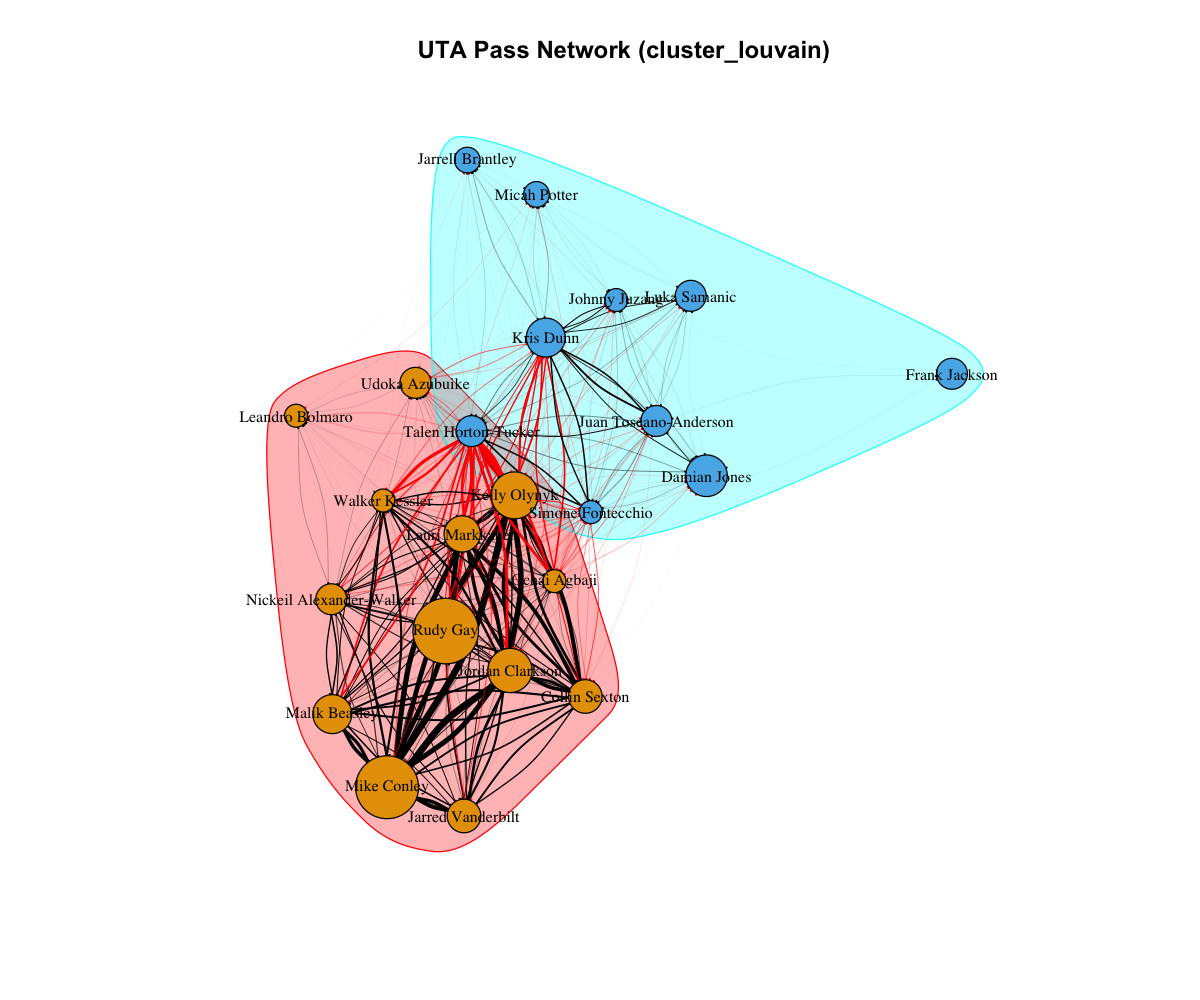 UTA Pass Network (cluster_louvain)
Jarrell Brantley
Micah Potter
Johnny Juzang
Luka Samanic
Kris Dunn
Frank Jackson
Udoka Azubuike
Leandro Bolmaro
Juan Toscano-Anderson
Talen Horton-Tucker
Damian Jones
Kelly Olynyk
Walker Kessler
Simone Fontecchio
Lauri Markkanen
Ochai Agbaji
Nickeil Alexander-Walker
Rudy Gay
Jordan Clarkson
Collin Sexton
Malik Beasley
Mike Conley
Jarred Vanderbilt